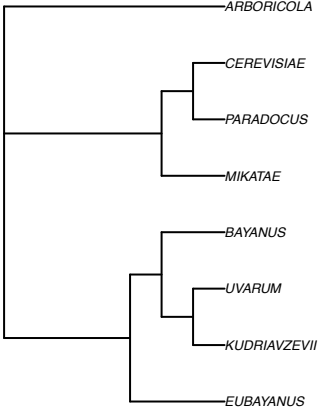 ARBORICOLA
CEREVISIAE
PARADOCUS
MIKATAE
BAYANUS
UVARUM
KUDRIAVZEVII
EUBAYANUS